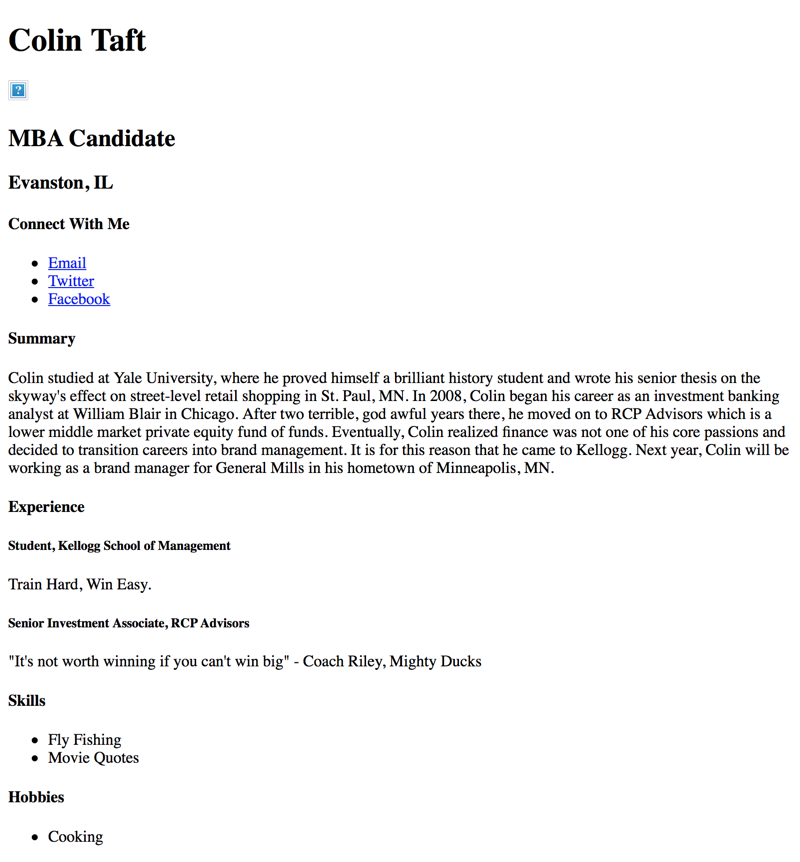 Colin Taft
MBA Candidate
Evanston, IL
Connect With Me
Email
Twitter
Facebook
Summary
Colin studied at Yale University, where he proved himself a brilliant history student and wrote his senior thesis on the
skyway's effect on street-level retail shopping in St. Paul, MN. In 2008, Colin began his career as an investment banking
analyst at William Blair in Chicago. After two terrible, god awful years there, he moved on to RCP Advisors which is a
lower middle market private equity fund of funds. Eventually, Colin realized finance was not one of his core passions and
decided to transition careers into brand management. It is for this reason that he came to Kellogg. Next year, Colin will be
working as a brand manager for General Mills in his hometown of Minneapolis, MN.
Experience
Student, Kellogg School of Management
Train Hard, Win Easy.
Senior Investment Associate, RCP Advisors
"It's not worth winning if you can't win big" - Coach Riley, Mighty Ducks
Skills
Fly Fishing
Movie Quotes
Hobbies
Cooking